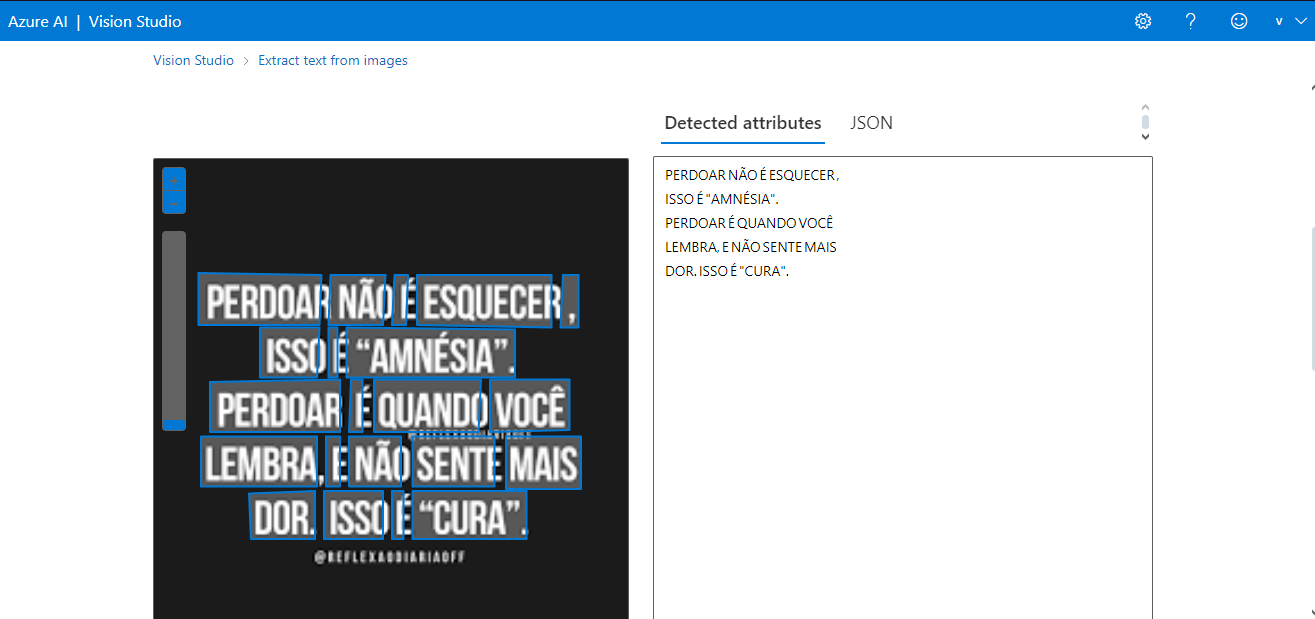 Azure AI | Vision Studio
v
Vision Studio > Extract text from images
Detected attributes JSON
PERDOAR NÃO É ESQUECER ,
ISSO É “AMNÉSIA”.
PERDOAR É QUANDO VOCÊ
LEMBRA, E NÃO SENTE MAIS
DOR. ISSO É “CURA”.
@REFLEXAODIARIAOFF
PERDOAR NÃO É ESQUECER ,
ISSO É "AMNÉSIA".
PERDOAR É QUANDO VOCÊ
LEMBRA, E NÃO SENTE MAIS
DOR. ISSO É "CURA".